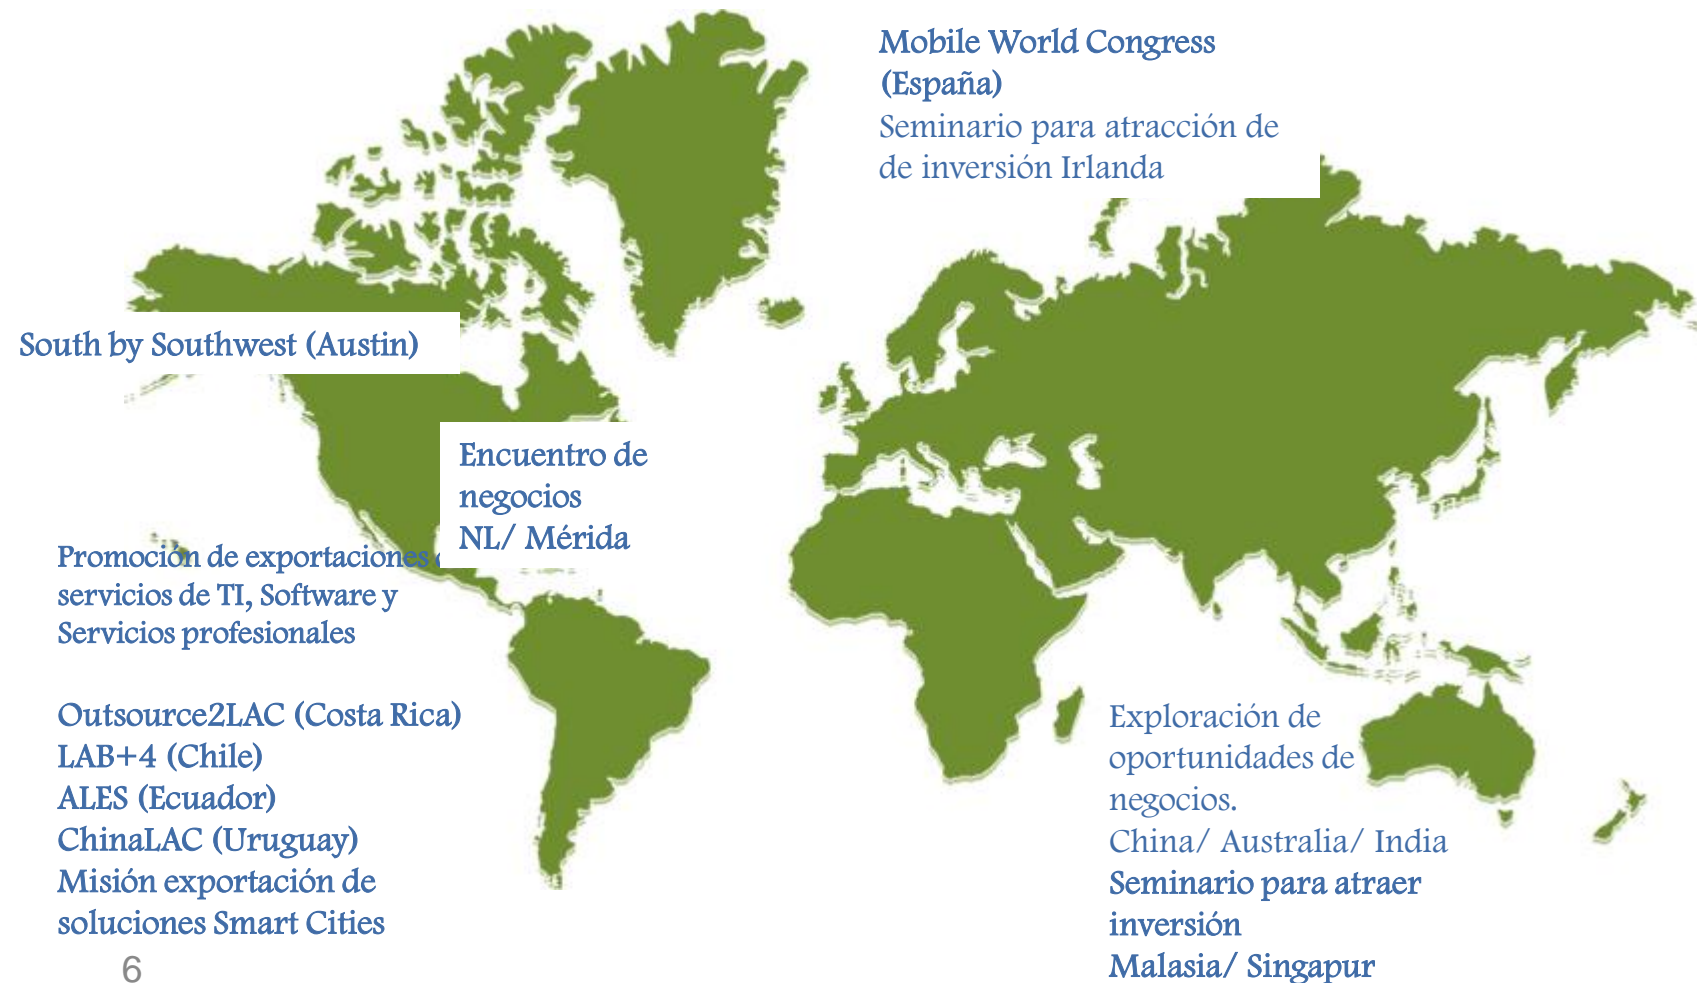 Mobile World Congress
(España)
Seminario para atracción de
de inversión Irlanda
South by Southwest (Austin)
Encuentro de
negocios
NL/ Mérida
Promoción de exportaciones
servicios de TI, Software y
Servicios profesionales
Outsource2LAC (Costa Rica)
LAB+4 (Chile)
ALES (Ecuador)
ChinaLAC (Uruguay)
Misión exportación de
soluciones Smart Cities
Exploración de
oportunidades de
negocios.
China/ Australia/ India
Seminario para atraer
inversión
Malasia/ Singapur
6